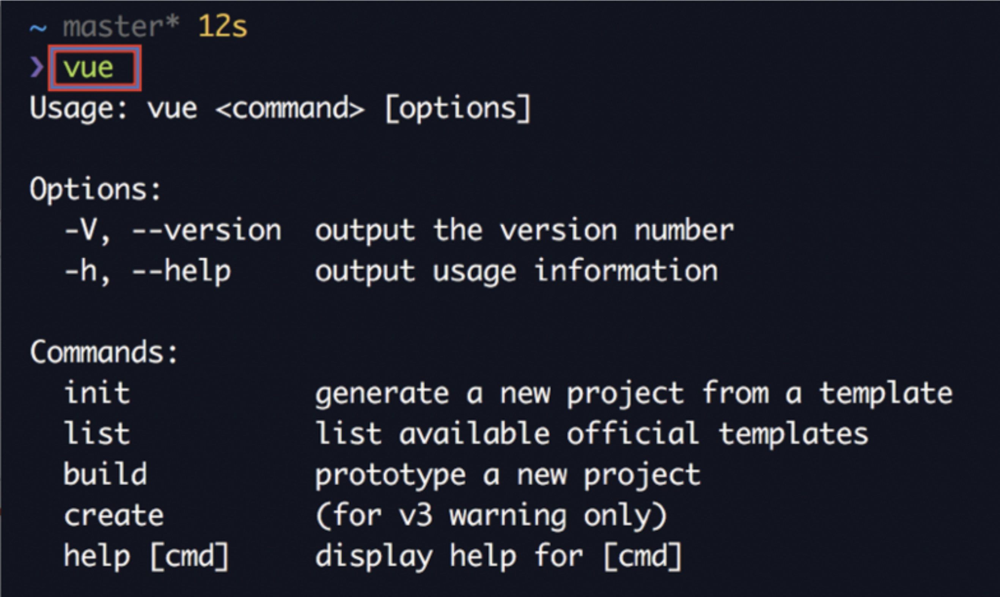 ~ master* 12s
❯ vue
Usage: vue <command> [options]
Options:
-V, --version  output the version number
-h, --help     output usage information
Commands:
init           generate a new project from a template
list           list available official templates
build          prototype a new project
create         (for v3 warning only)
help [cmd]     display help for [cmd]